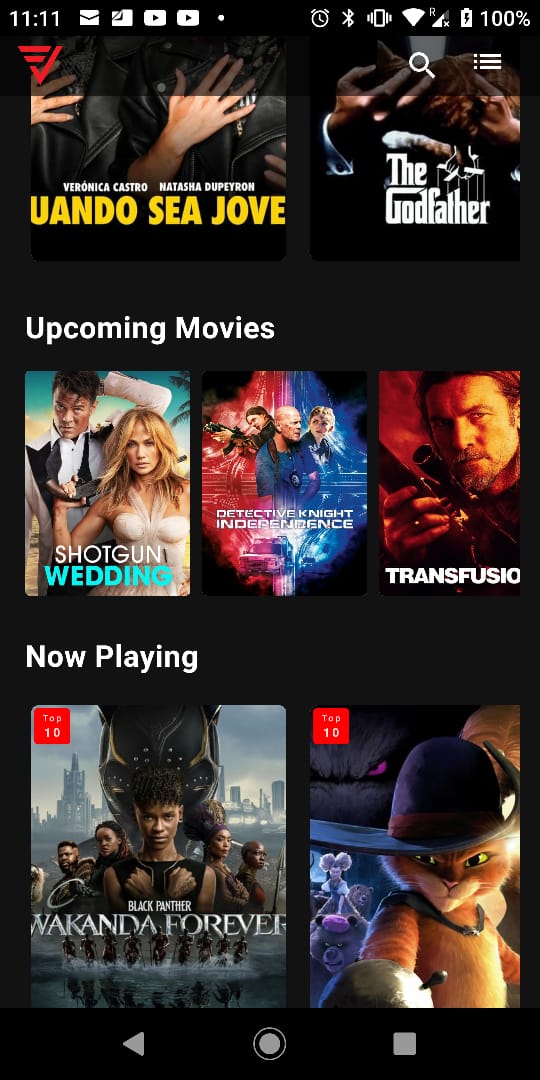 11:11
R
100%
VERÓNICA CASTRO NATASHA DUPEYRON
UANDO SEA JOVE
The
Godfather
Upcoming Movies
SHOTGUN
WEDDING
DETECTIVE KNIGHT
INDEPENDENCE
TRANSFUSIO
Now Playing
Top
10
Top
10
BLACK PANTHER
WAKANDA FOREVER